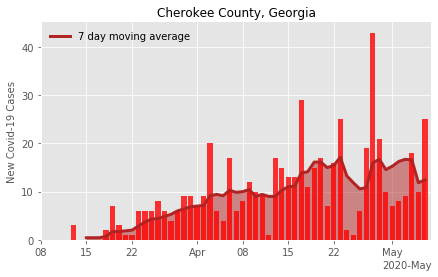 Cherokee County, Georgia
7 day moving average
New Covid-19 Cases
40
30
20
10
0
08 15 22 Apr 08 15 22 May
2020-May